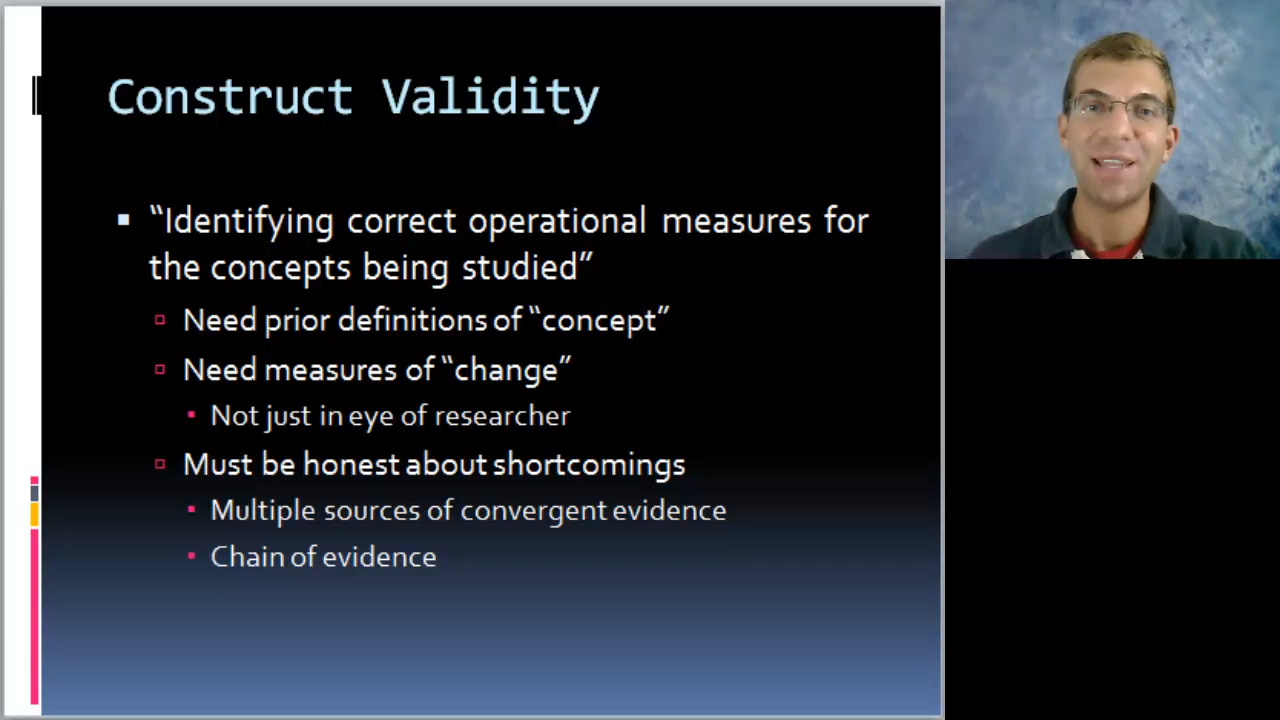 Construct Validity
“Identifying correct operational measures for
the concepts being studied”
Need prior definitions of “concept”
Need measures of “change”
Not just in eye of researcher
Must be honest about shortcomings
Multiple sources of convergent evidence
Chain of evidence